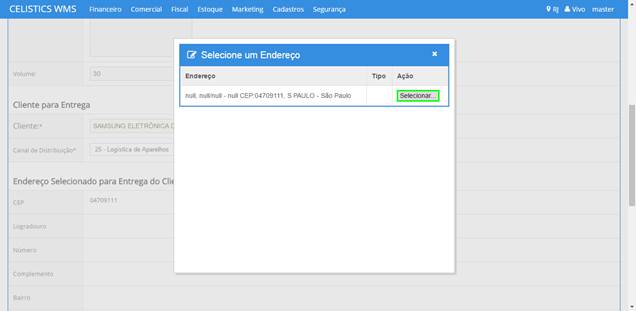 CELISTICS WMS Financeiro Comercial Fiscal Estoque Marketing Cadastros Segurança RJ Vivo master
Selecione um Endereço
Endereço Tipo Ação
null, null/null - null CEP:04709111, S PAULO - São Paulo Selecionar...
Volume: 30
Cliente para Entrega
Cliente:* SAMSUNG ELETRÔNICA D
Canal de Distribuição* 25 - Logística de Aparelhos
Endereço Selecionado para Entrega do Clie
CEP 04709111
Logradouro
Número
Complemento
Bairro